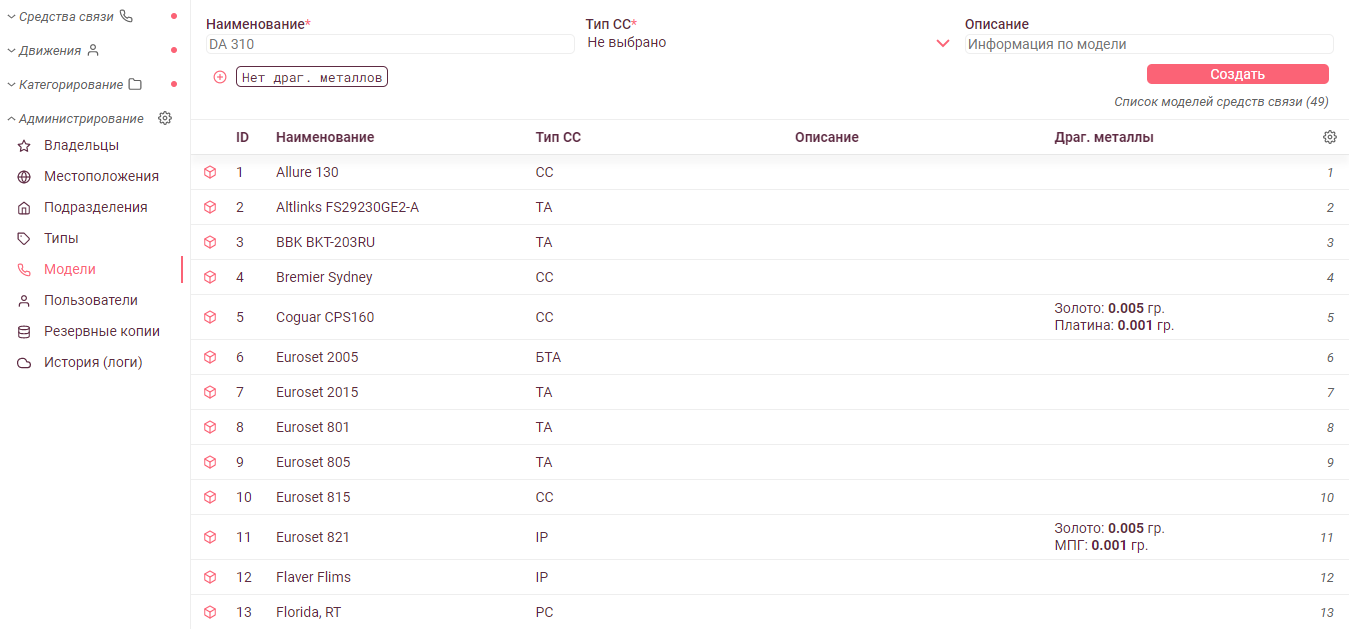 Средства связи
Движения
Категорирование
Администрирование
Владельцы
Местоположения
Подразделения
Типы
Модели
Пользователи
Резервные копии
История (логи)
Наименование* Тип СС* Описание
DA 310 Не выбрано Информация по модели
Нет драг. металлов Создать
Список моделей средств связи (49)
ID Наименование Тип СС Описание Драг. металлы
1 Allure 130 СС 1
2 Altlinks FS29230GE2-A ТА 2
3 BBK BKT-203RU ТА 3
4 Bremier Sydney СС 4
5 Coguar CPS160 СС Золото: 0.005 гр. 5
Платина: 0.001 гр.
6 Euroset 2005 БТА 6
7 Euroset 2015 ТА 7
8 Euroset 801 ТА 8
9 Euroset 805 ТА 9
10 Euroset 815 СС 10
11 Euroset 821 IP Золото: 0.005 гр. 11
МПГ: 0.001 гр.
12 Flaver Flims IP 12
13 Florida, RT РС 13